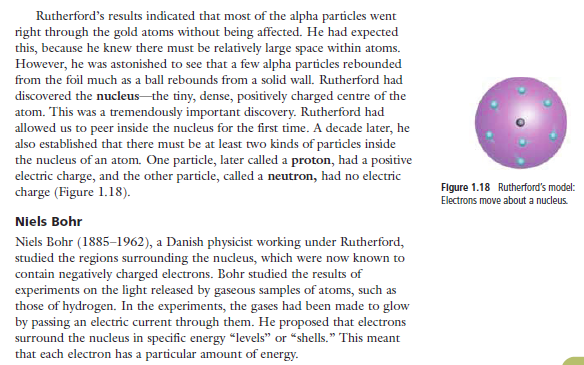 Rutherford's results indicated that most of the alpha particles went
right through the gold atoms without being affected. He had expected
this, because he knew there must be relatively large space within atoms.
However, he was astonished to see that a few alpha particles rebounded
from the foil much as a ball rebounds from a solid wall. Rutherford had
discovered the nucleus—the tiny, dense, positively charged centre of the
atom. This was a tremendously important discovery. Rutherford had
allowed us to peer inside the nucleus for the first time. A decade later, he
also established that there must be at least two kinds of particles inside
the nucleus of an atom. One particle, later called a proton, had a positive
electric charge, and the other particle, called a neutron, had no electric
charge (Figure 1.18).
Figure 1.18 Rutherford's model:
Electrons move about a nucleus.
Niels Bohr
Niels Bohr (1885–1962), a Danish physicist working under Rutherford,
studied the regions surrounding the nucleus, which were now known to
contain negatively charged electrons. Bohr studied the results of
experiments on the light released by gaseous samples of atoms, such as
those of hydrogen. In the experiments, the gases had been made to glow
by passing an electric current through them. He proposed that electrons
surround the nucleus in specific energy “levels” or “shells.” This meant
that each electron has a particular amount of energy.